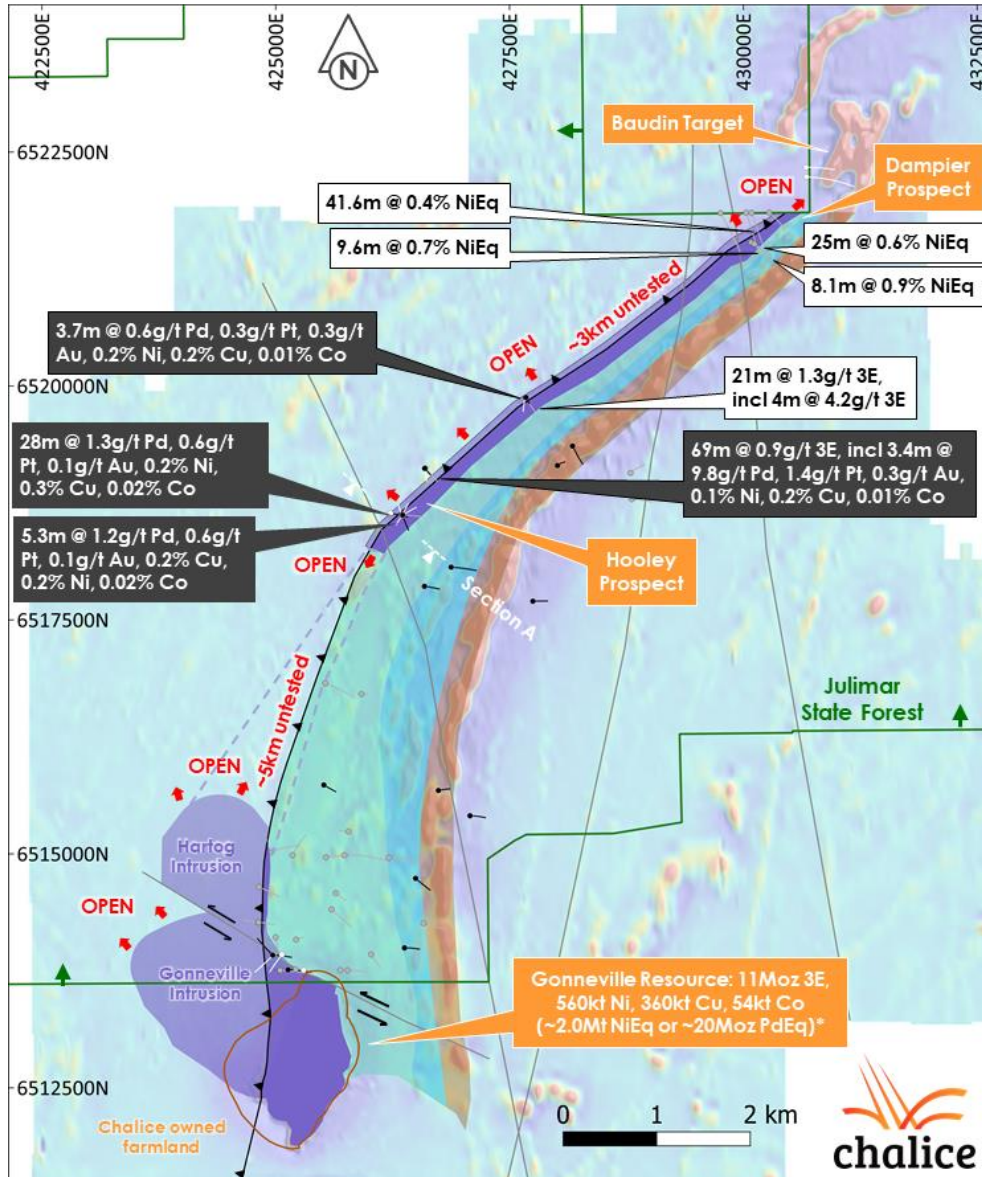 422500E
425000E
427500E
430000E
432500E
N
6522500N
6520000N
6517500N
6515000N
6512500N
Baudin Target
Dampier
Prospect
OPEN
41.6m @ 0.4% NiEq
9.6m @ 0.7% NiEq
25m @ 0.6% NiEq
8.1m @ 0.9% NiEq
~3km untested
OPEN
3.7m @ 0.6g/t Pd, 0.3g/t Pt, 0.3g/t
Au, 0.2% Ni, 0.2% Cu, 0.01% Co
21m @ 1.3g/t 3E,
incl 4m @ 4.2g/t 3E
28m @ 1.3g/t Pd, 0.6g/t
Pt, 0.1g/t Au, 0.2% Ni,
0.3% Cu, 0.02% Co
69m @ 0.9g/t 3E, incl 3.4m @
9.8g/t Pd, 1.4g/t Pt, 0.3g/t Au,
0.1% Ni, 0.2% Cu, 0.01% Co
5.3m @ 1.2g/t Pd, 0.6g/t
Pt, 0.1g/t Au, 0.2% Cu,
0.2% Ni, 0.02% Co
OPEN
Hooley
Prospect
Section A
~5km untested
Julimar
State Forest
OPEN
Hartog
Intrusion
OPEN
Gonneville
Intrusion
Gonneville Resource: 11Moz 3E,
560kt Ni, 360kt Cu, 54kt Co
(~2.0Mt NiEq or ~20Moz PdEq)*
Chalice owned
farmland
0 1 2 km
chalice